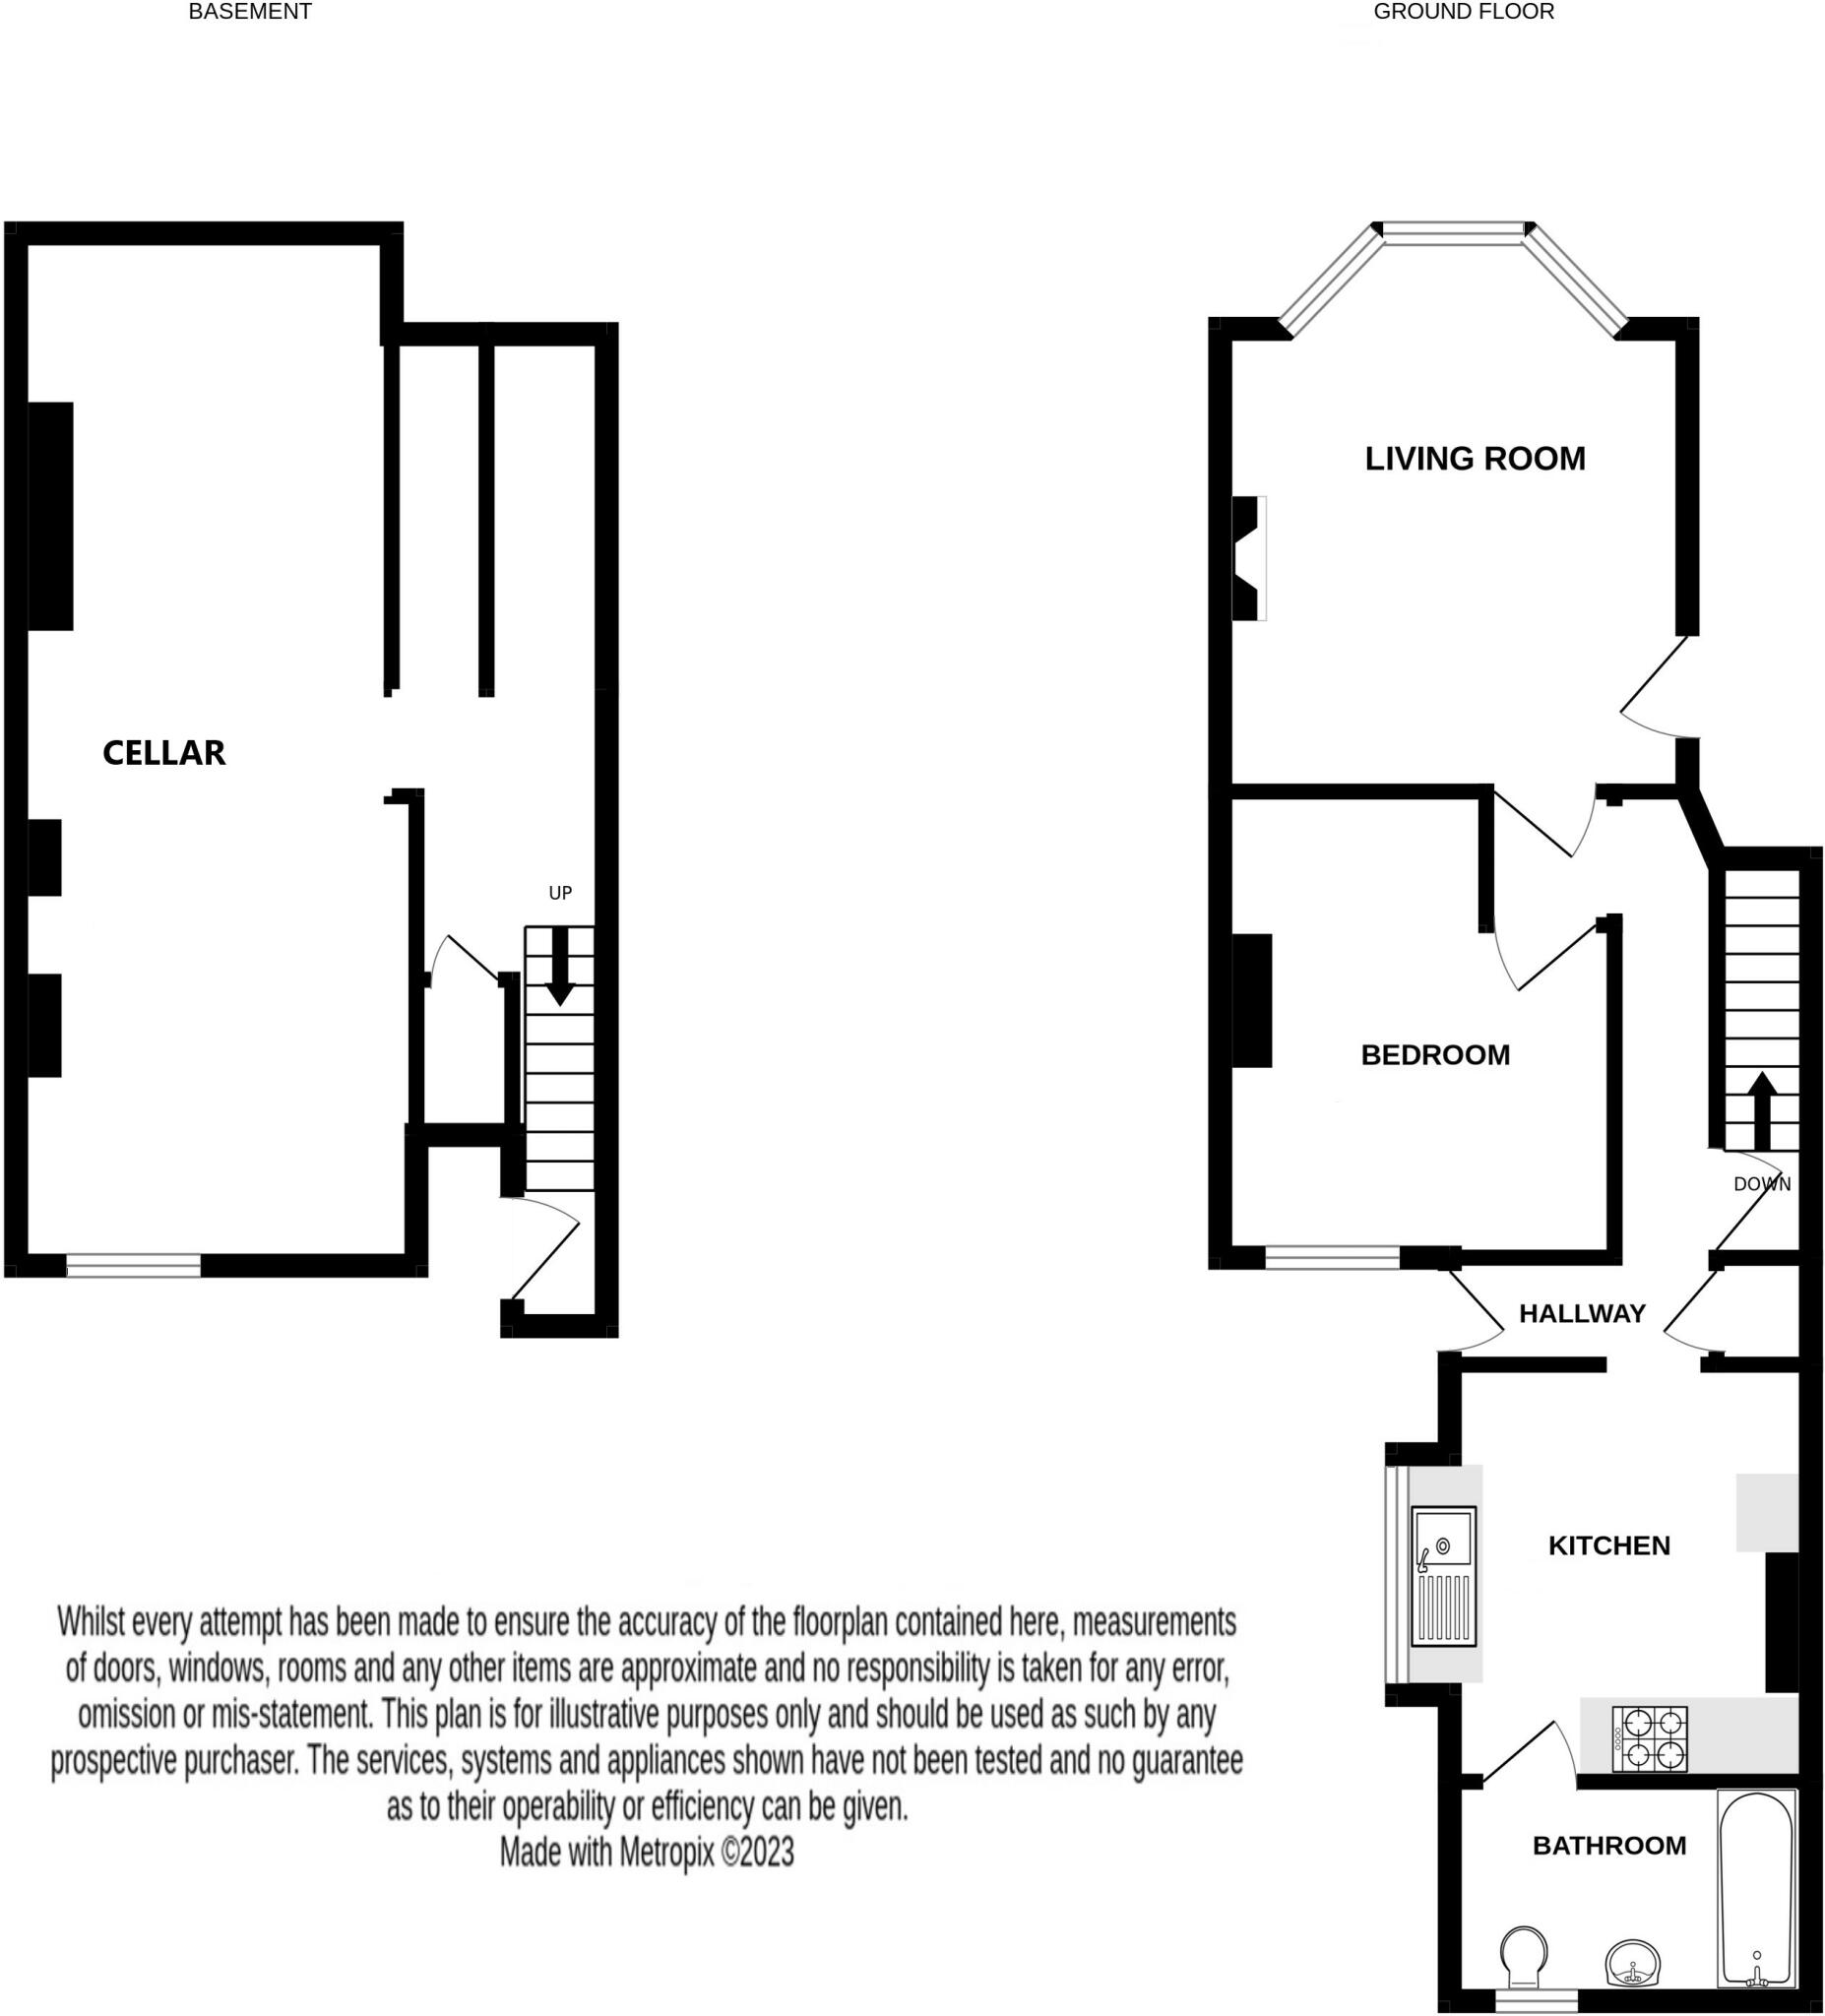 BASEMENT
GROUND FLOOR
LIVING ROOM
CELLAR
UP
BEDROOM
DOWN
HALLWAY
KITCHEN
BATHROOM
Whilst every attempt has been made to ensure the accuracy of the floorplan contained here, measurements
of doors, windows, rooms and any other items are approximate and no responsibility is taken for any error,
omission or mis-statement. This plan is for illustrative purposes only and should be used as such by any
prospective purchaser. The services, systems and appliances shown have not been tested and no guarantee
as to their operability or efficiency can be given.
Made with Metropix ©2023